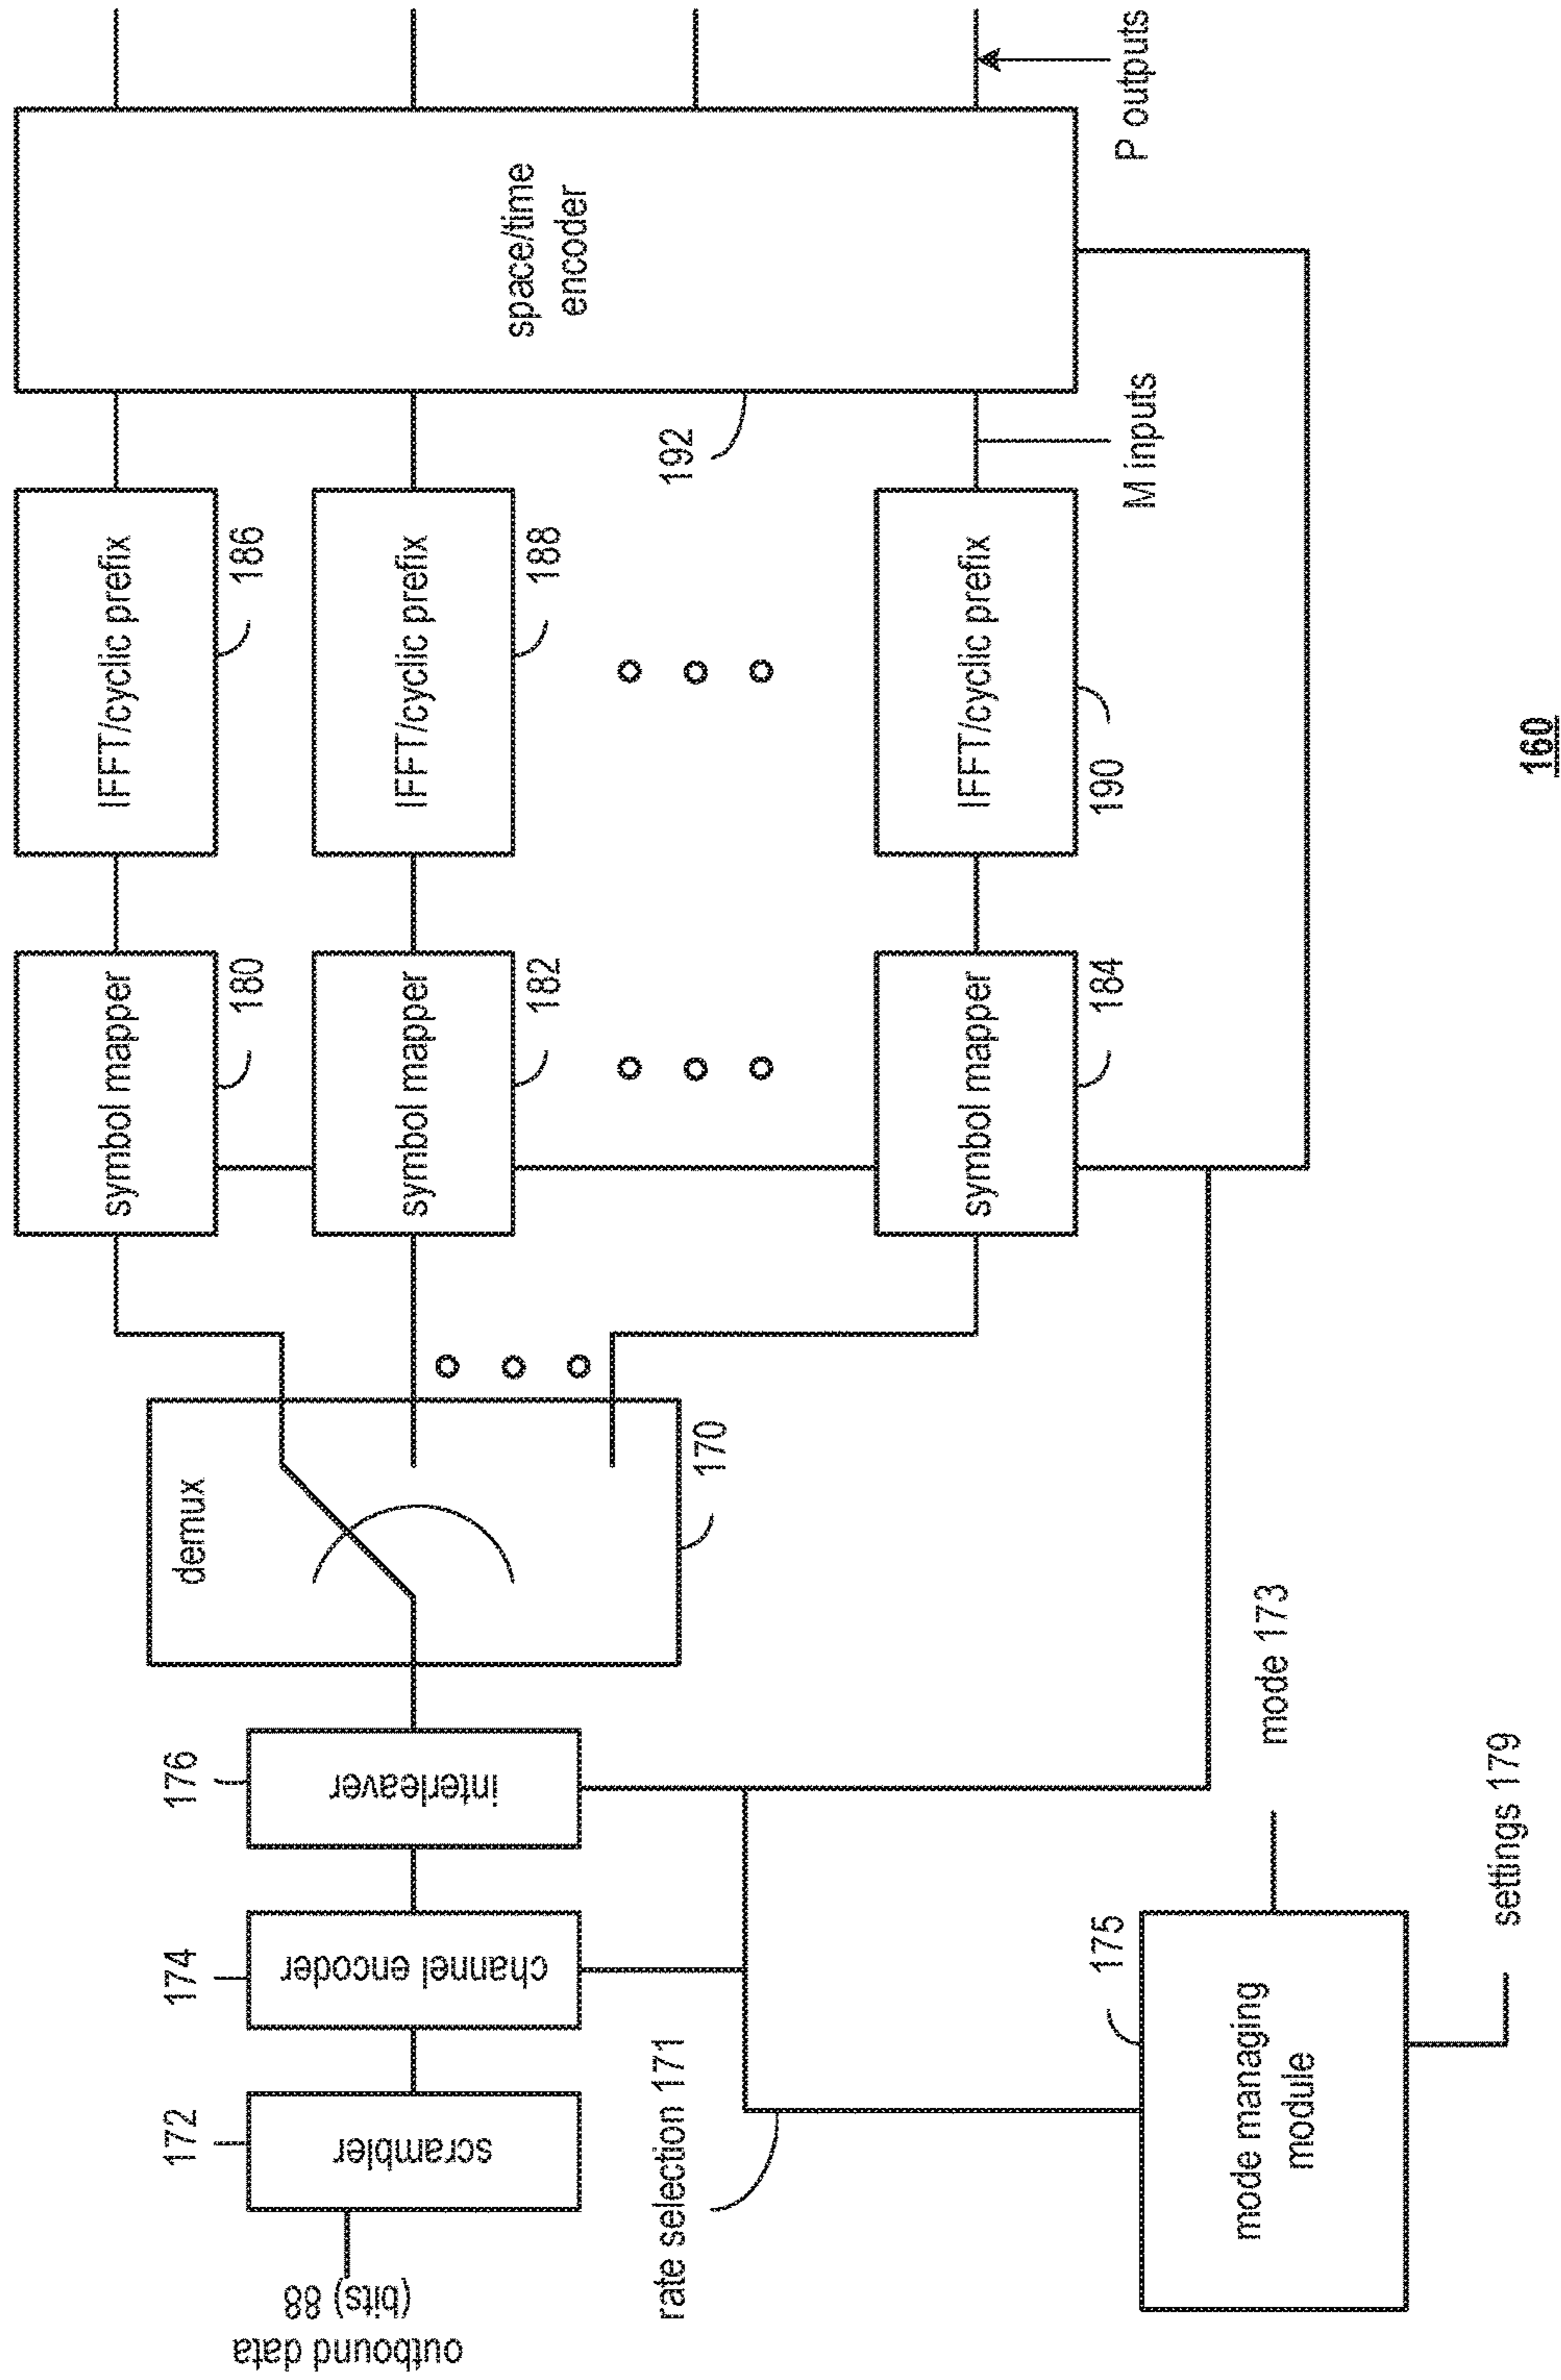 outbound data
(bits) 88
172
scrambler
174
channel encoder
176
interleaver
demux
170
symbol mapper
180
symbol mapper
182
symbol mapper
184
IFFT/cyclic prefix
186
IFFT/cyclic prefix
188
IFFT/cyclic prefix
190
space/time
encoder
192
M inputs
P outputs
rate selection 171
mode managing
module
175
mode 173
settings 179
160